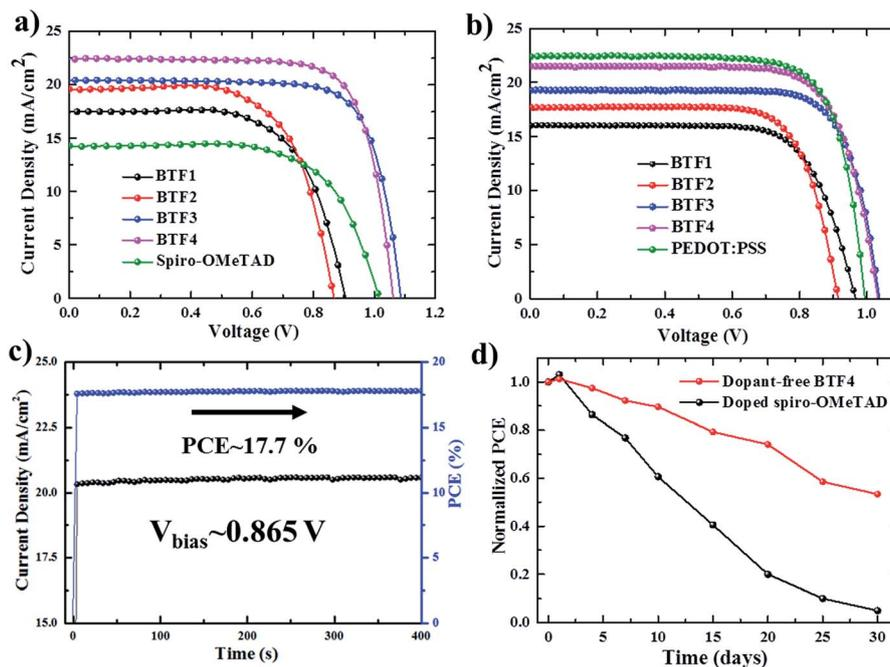 a)
25
20
15
10
5
0
Current Density (mA/cm²)
BTF1
BTF2
BTF3
BTF4
Spiro-OMeTAD
0.0 0.2 0.4 0.6 0.8 1.0 1.2
Voltage (V)
b)
25
20
15
10
5
0
Current Density (mA/cm²)
BTF1
BTF2
BTF3
BTF4
PEDOT:PSS
0.0 0.2 0.4 0.6 0.8 1.0
Voltage (V)
c)
25.0
22.5
20.0
17.5
15.0
Current Density (mA/cm²)
PCE~17.7 %
Vbias~0.865 V
20
15
10
5
0
PCE (%)
0 100 200 300 400
Time (s)
d)
1.0
0.8
0.6
0.4
0.2
0.0
Normallized PCE
Dopant-free BTF4
Doped spiro-OMeTAD
0 5 10 15 20 25 30
Time (days)